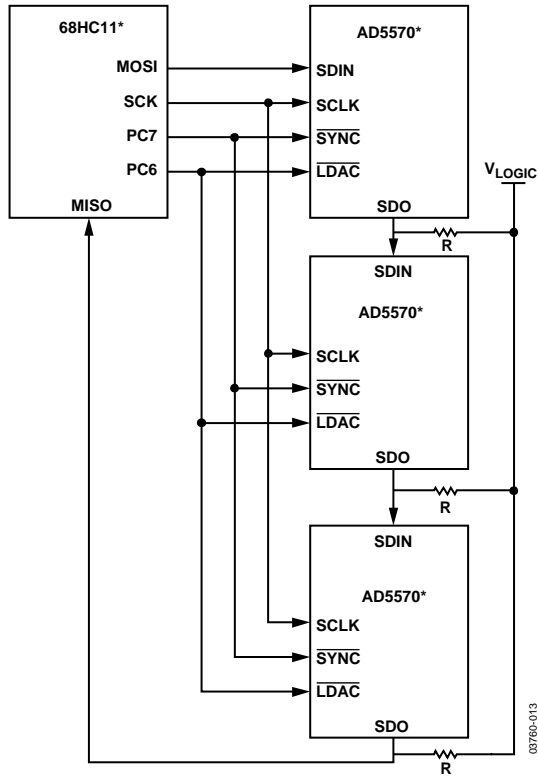 68HC11*
MOSI
SCK
PC7
PC6
MISO
AD5570*
SDIN
SCLK
SYNC
LDAC
SDO
VLOGIC
R
SDIN
AD5570*
SCLK
SYNC
LDAC
SDO
R
SDIN
AD5570*
SCLK
SYNC
LDAC
SDO
R
03760-013